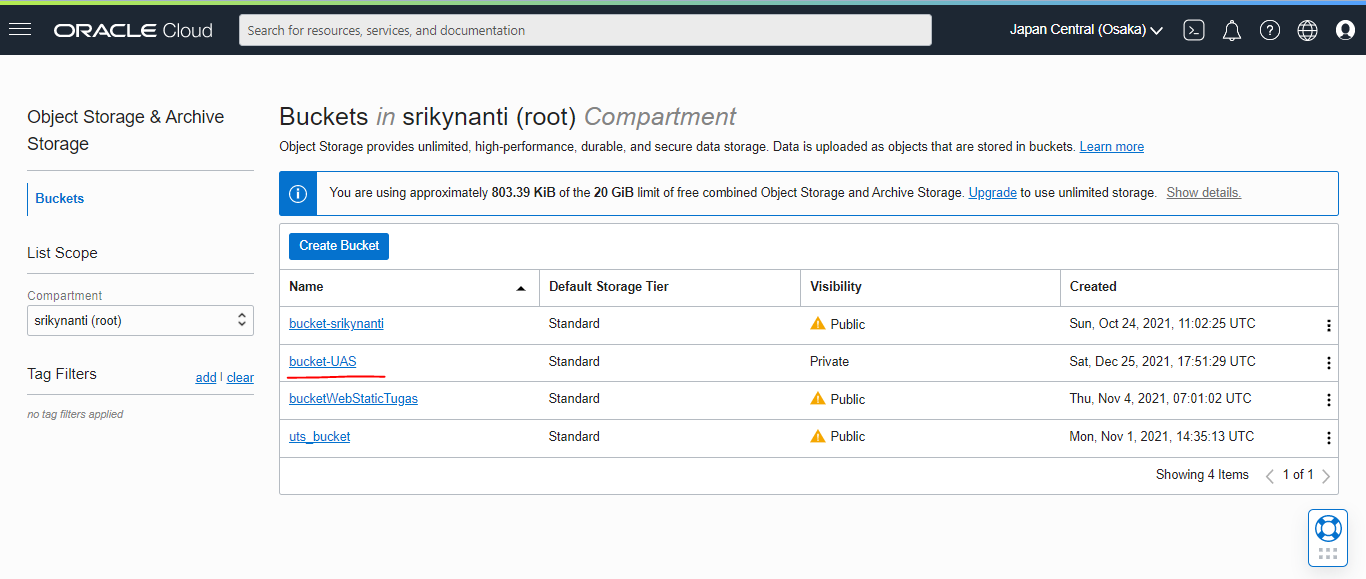 ORACLE Cloud
Search for resources, services, and documentation
Japan Central (Osaka)
Object Storage & Archive
Storage
Buckets
List Scope
Compartment
srikynanti (root)
Tag Filters
add | clear
no tag filters applied
Buckets in srikynanti (root) Compartment
Object Storage provides unlimited, high-performance, durable, and secure data storage. Data is uploaded as objects that are stored in buckets. Learn more
You are using approximately 803.39 KiB of the 20 GiB limit of free combined Object Storage and Archive Storage. Upgrade to use unlimited storage. Show details.
Create Bucket
Name Default Storage Tier Visibility Created
bucket-srikynanti Standard Public Sun, Oct 24, 2021, 11:02:25 UTC
bucket-UAS Standard Private Sat, Dec 25, 2021, 17:51:29 UTC
bucketWebStaticTugas Standard Public Thu, Nov 4, 2021, 07:01:02 UTC
uts_bucket Standard Public Mon, Nov 1, 2021, 14:35:13 UTC
Showing 4 Items 1 of 1